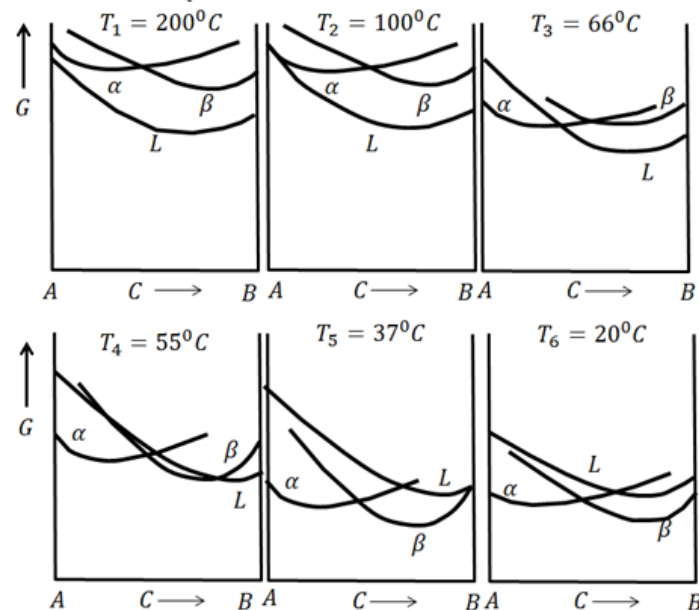 T₁ = 200⁰C T₂ = 100⁰C T₃ = 66⁰C
G α β L α β L α β L
A C ⟶ B A C ⟶ B A C ⟶ B
T₄ = 55⁰C T₅ = 37⁰C T₆ = 20⁰C
G α β L α L β α L β
A C ⟶ B A C ⟶ B A C ⟶ B